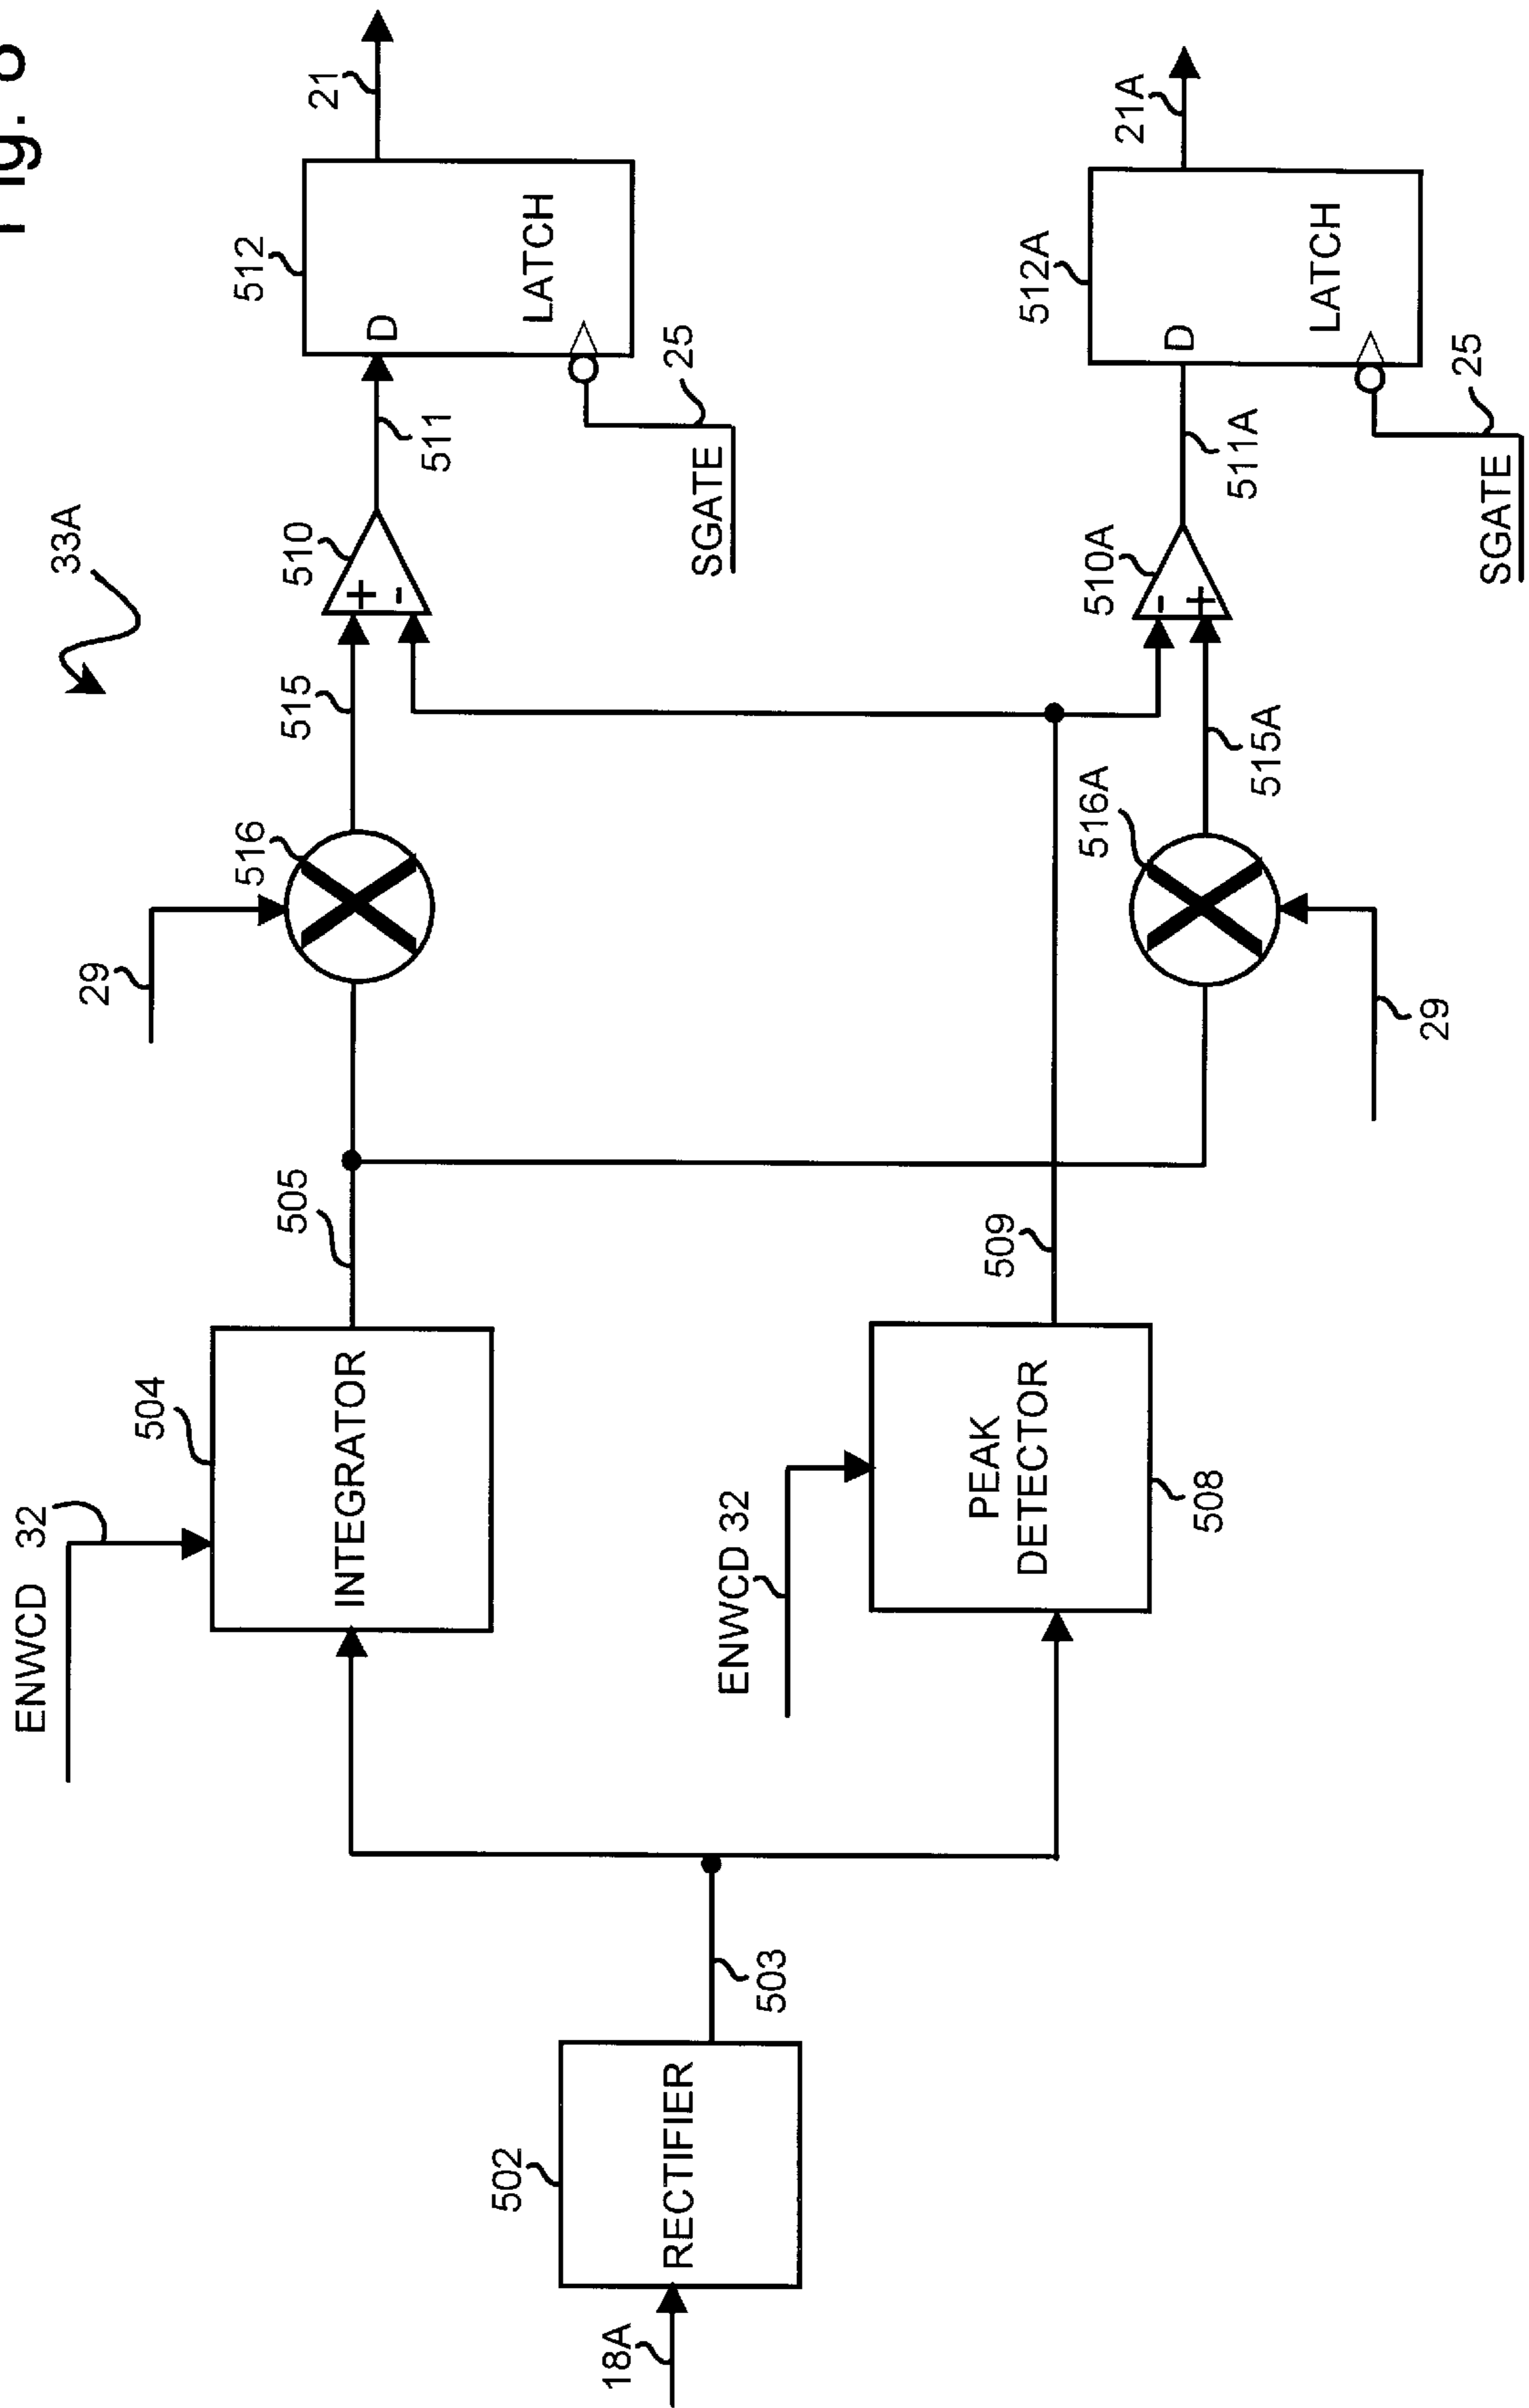 Fig.
33A
ENWCD 32
504
INTEGRATOR
505
29
516
515
510
+
-
511
512
D
LATCH
21
SGATE
25
18A
502
RECTIFIER
503
ENWCD 32
PEAK
DETECTOR
508
509
516A
29
515A
510A
-
+
511A
512A
D
LATCH
21A
SGATE
25